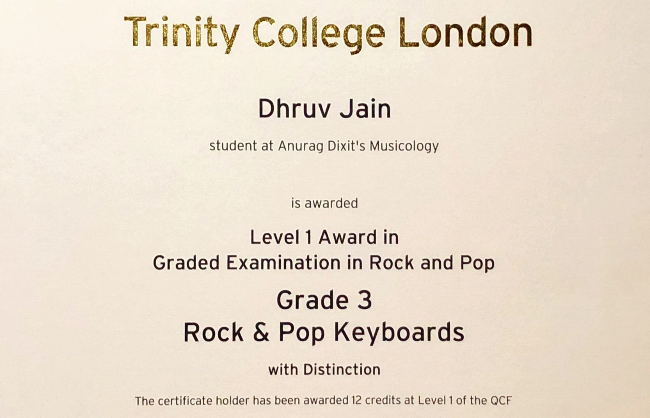 Trinity College London
Dhruv Jain
student at Anurag Dixit's Musicology
is awarded
Level 1 Award in
Graded Examination in Rock and Pop
Grade 3
Rock & Pop Keyboards
with Distinction
The certificate holder has been awarded 12 credits at Level 1 of the QCF